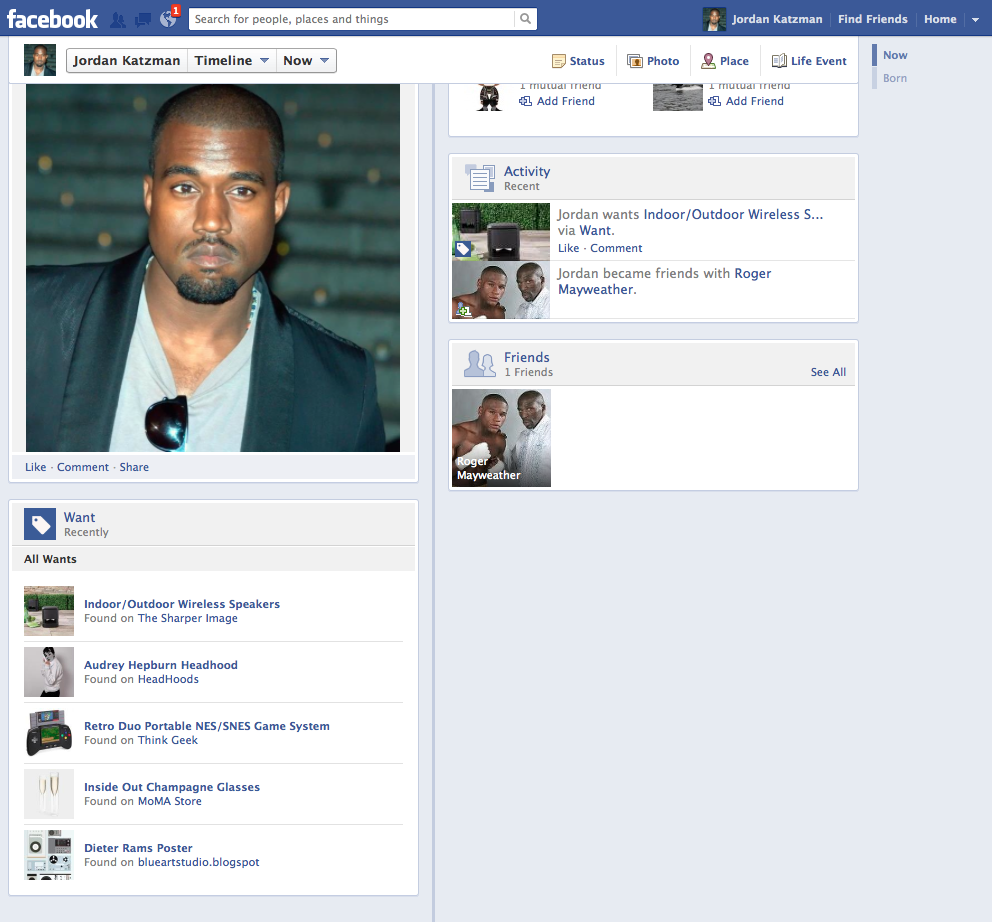 facebook
1
Search for people, places and things
Jordan Katzman
Find Friends
Home
Jordan Katzman
Timeline
Now
Status
Photo
Place
Life Event
Now
Born
1 mutual friend
Add Friend
1 mutual friend
Add Friend
Like · Comment · Share
Want
Recently
All Wants
Indoor/Outdoor Wireless Speakers
Found on The Sharper Image
Audrey Hepburn Headhood
Found on HeadHoods
Retro Duo Portable NES/SNES Game System
Found on Think Geek
Inside Out Champagne Glasses
Found on MoMA Store
Dieter Rams Poster
Found on blueartstudio.blogspot
Activity
Recent
Jordan wants Indoor/Outdoor Wireless S...
via Want.
Like · Comment
+1
Jordan became friends with Roger
Mayweather.
Friends
1 Friends
See All
Roger
Mayweather